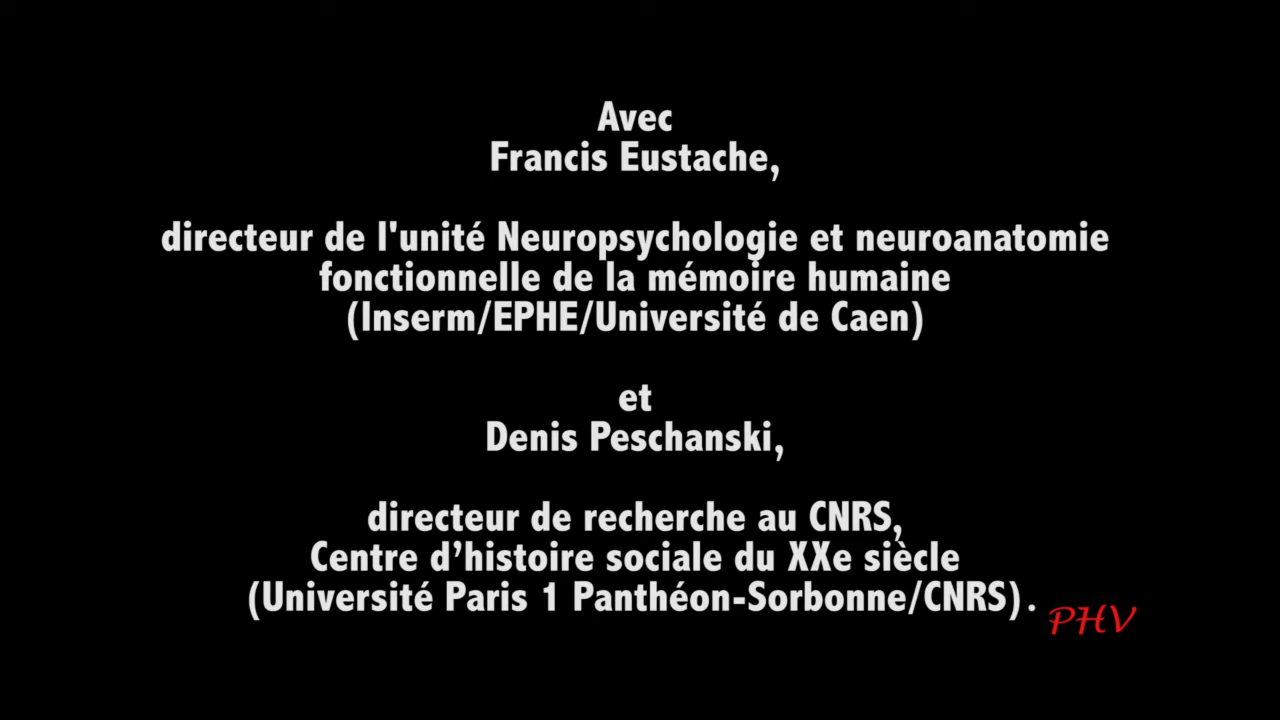 Avec
Francis Eustache,
directeur de l'unité Neuropsychologie et neuroanatomie
fonctionnelle de la mémoire humaine
(Inserm/EPHE/Université de Caen)
et
Denis Peschanski,
directeur de recherche au CNRS,
Centre d’histoire sociale du XXe siècle
(Université Paris 1 Panthéon-Sorbonne/CNRS).
PHV